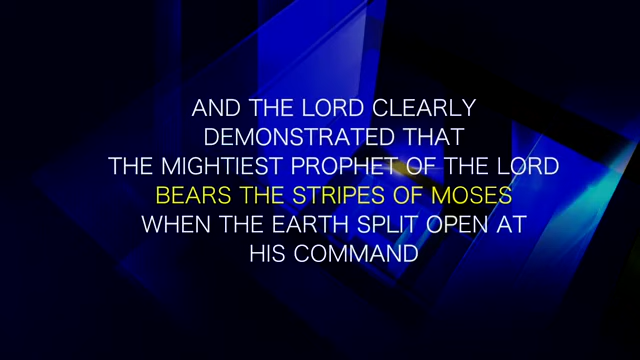 AND THE LORD CLEARLY
DEMONSTRATED THAT
THE MIGHTIEST PROPHET OF THE LORD
BEARS THE STRIPES OF MOSES
WHEN THE EARTH SPLIT OPEN AT
HIS COMMAND